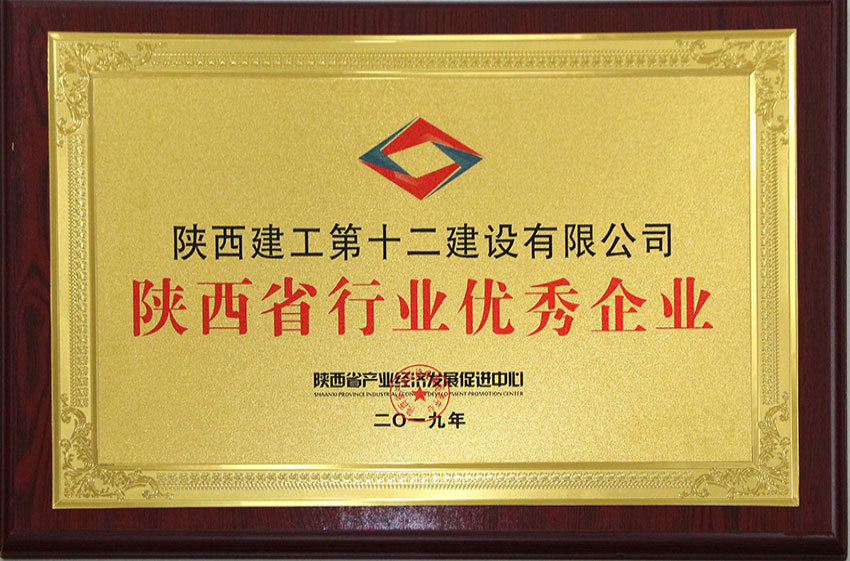 陕西建工第十二建设有限公司
陕西省行业优秀企业
陕西省产业经济发展促进中心
SHAANXI PROVINCE INDUSTRIAL ECONOMIC DEVELOPMENT PROMOTION CENTER
二〇一九年